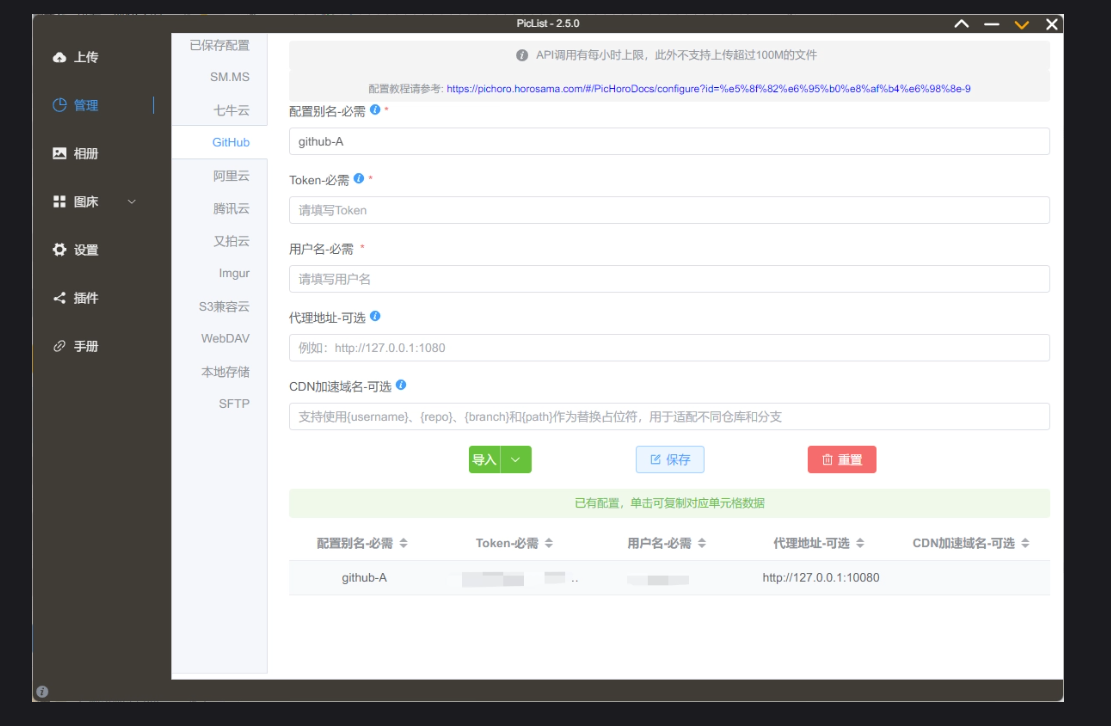 PicList - 2.5.0
上传
管理
相册
图床
设置
插件
手册
已保存配置
SM.MS
七牛云
GitHub
阿里云
腾讯云
又拍云
Imgur
S3兼容云
WebDAV
本地存储
SFTP
API调用有每小时上限，此外不支持上传超过100M的文件
配置教程请参考: https://pichoro.horosama.com/#/PicHoroDocs/configure?id=%e5%8f%82%e6%95%b0%e8%af%b4%e6%98%8e-9
配置别名-必需 *
github-A
Token-必需 *
请填写Token
用户名-必需 *
请填写用户名
代理地址-可选
例如：http://127.0.0.1:1080
CDN加速域名-可选
支持使用{username}、{repo}、{branch}和{path}作为替换占位符，用于适配不同仓库和分支
导入 保存 重置
已有配置，单击可复制对应单元格数据
配置别名-必需 Token-必需 用户名-必需 代理地址-可选 CDN加速域名-可选
github-A .. http://127.0.0.1:10080